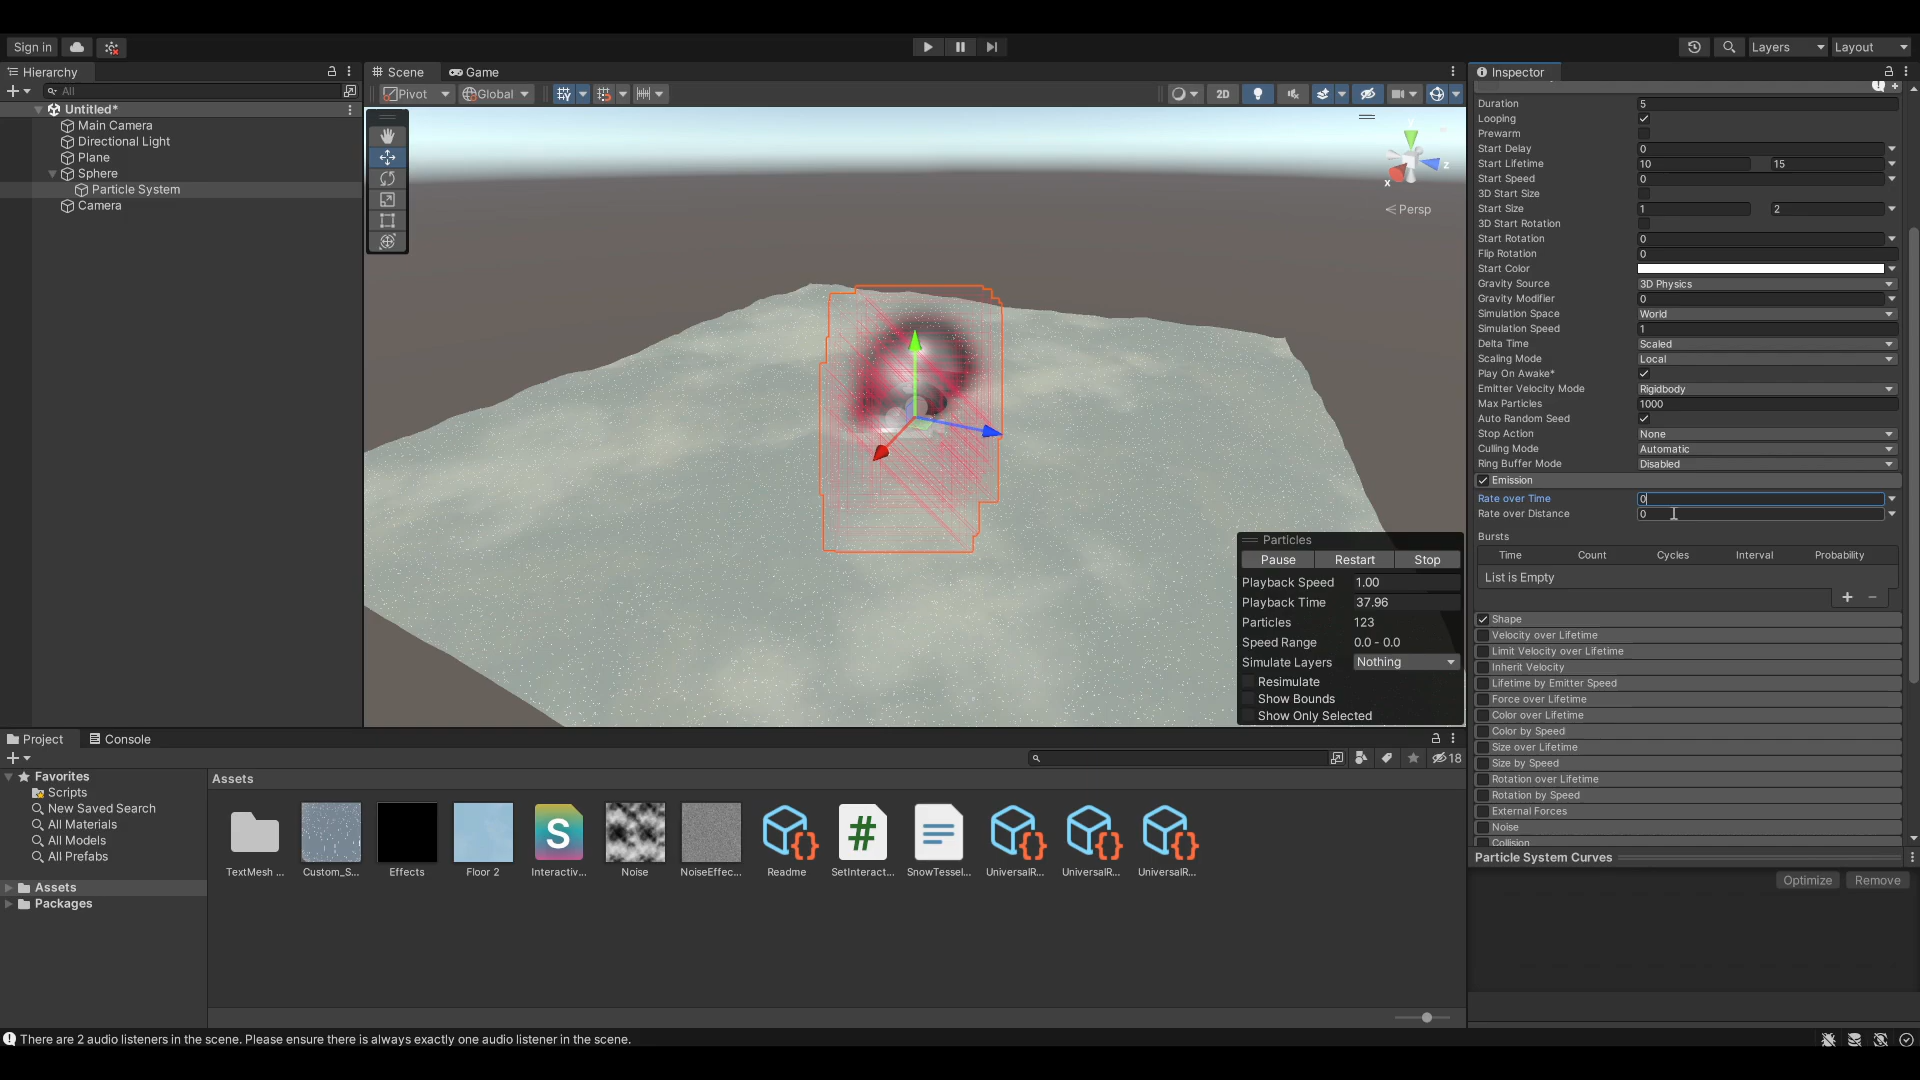 Sign in
Layers
Layout
Hierarchy
All
Untitled*
Main Camera
Directional Light
Plane
Sphere
Particle System
Camera
Scene
Game
Pivot
Global
2D
z
x
Persp
Particles
Pause
Restart
Stop
Playback Speed 1.00
Playback Time 37.96
Particles 123
Speed Range 0.0 - 0.0
Simulate Layers Nothing
Resimulate
Show Bounds
Show Only Selected
Inspector
Duration 5
Looping
Prewarm
Start Delay 0
Start Lifetime 10 15
Start Speed 0
3D Start Size
Start Size 1 2
3D Start Rotation
Start Rotation 0
Flip Rotation 0
Start Color
Gravity Source 3D Physics
Gravity Modifier 0
Simulation Space World
Simulation Speed 1
Delta Time Scaled
Scaling Mode Local
Play On Awake*
Emitter Velocity Mode Rigidbody
Max Particles 1000
Auto Random Seed
Stop Action None
Culling Mode Automatic
Ring Buffer Mode Disabled
Emission
Rate over Time 0
Rate over Distance 0
Bursts
Time Count Cycles Interval Probability
List is Empty
+ −
Shape
Velocity over Lifetime
Limit Velocity over Lifetime
Inherit Velocity
Lifetime by Emitter Speed
Force over Lifetime
Color over Lifetime
Color by Speed
Size over Lifetime
Size by Speed
Rotation over Lifetime
Rotation by Speed
External Forces
Noise
Collision
Particle System Curves
Optimize Remove
Project
Console
18
Favorites
Scripts
New Saved Search
All Materials
All Models
All Prefabs
Assets
Packages
Assets
TextMesh ...
Custom_S...
Effects
Floor 2
Interactiv...
Noise
NoiseEffec...
Readme
SetInteract...
SnowTessel...
UniversalR...
UniversalR...
UniversalR...
There are 2 audio listeners in the scene. Please ensure there is always exactly one audio listener in the scene.